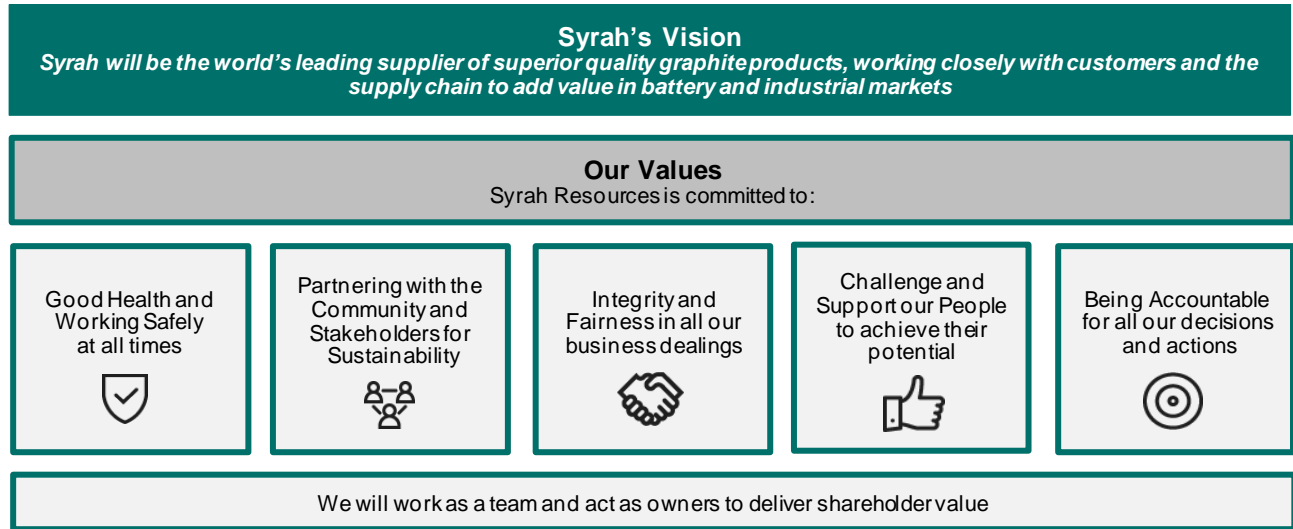 Syrah's Vision
Syrah will be the world's leading supplier of superior quality graphite products, working closely with customers and the
supply chain to add value in battery and industrial markets
Our Values
Syrah Resources is committed to:
Good Health and
Working Safely
at all times
Partnering with the
Community and
Stakeholders for
Sustainability
Integrity and
Fairness in all our
business dealings
Challenge and
Support our People
to achieve their
potential
Being Accountable
for all our decisions
and actions
We will work as a team and act as owners to deliver shareholder value